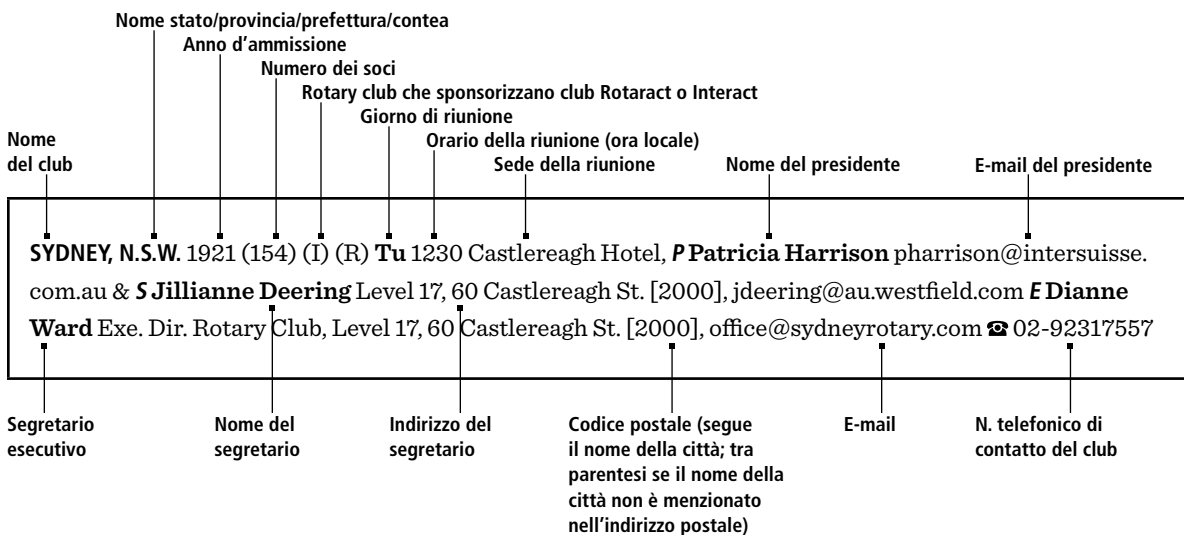 Nome stato/provincia/prefettura/contea
Anno d’ammissione
Numero dei soci
Rotary club che sponsorizzano club Rotaract o Interact
Giorno di riunione
Orario della riunione (ora locale)
Nome
del club
Sede della riunione
Nome del presidente
E-mail del presidente
SYDNEY, N.S.W. 1921 (154) (I) (R) Tu 1230 Castlereagh Hotel, P Patricia Harrison pharrison@intersuisse.
com.au & S Jillianne Deering Level 17, 60 Castlereagh St. [2000], jdeering@au.westfield.com E Dianne
Ward Exe. Dir. Rotary Club, Level 17, 60 Castlereagh St. [2000], office@sydneyrotary.com ☎ 02-92317557
Segretario
esecutivo
Nome del
segretario
Indirizzo del
segretario
Codice postale (segue
il nome della città; tra
parentesi se il nome della
città non è menzionato
nell’indirizzo postale)
E-mail
N. telefonico di
contatto del club